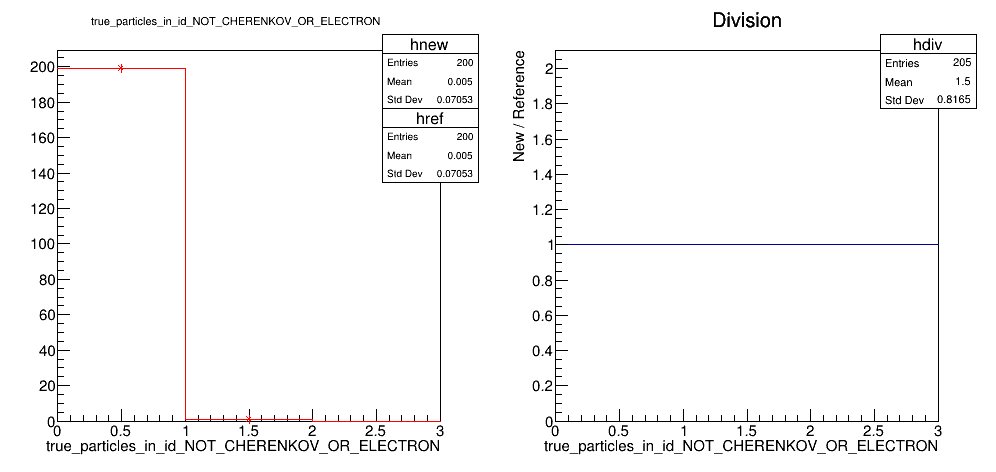 true_particles_in_id_NOT_CHERENKOV_OR_ELECTRON
hnew
Entries 200
Mean 0.005
Std Dev 0.07053
href
Entries 200
Mean 0.005
Std Dev 0.07053
200
180
160
140
120
100
80
60
40
20
0
0 0.5 1 1.5 2 2.5 3
true_particles_in_id_NOT_CHERENKOV_OR_ELECTRON
Division
hdiv
Entries 205
Mean 1.5
Std Dev 0.8165
New / Reference
2
1.8
1.6
1.4
1.2
1
0.8
0.6
0.4
0.2
0
0 0.5 1 1.5 2 2.5 3
true_particles_in_id_NOT_CHERENKOV_OR_ELECTRON